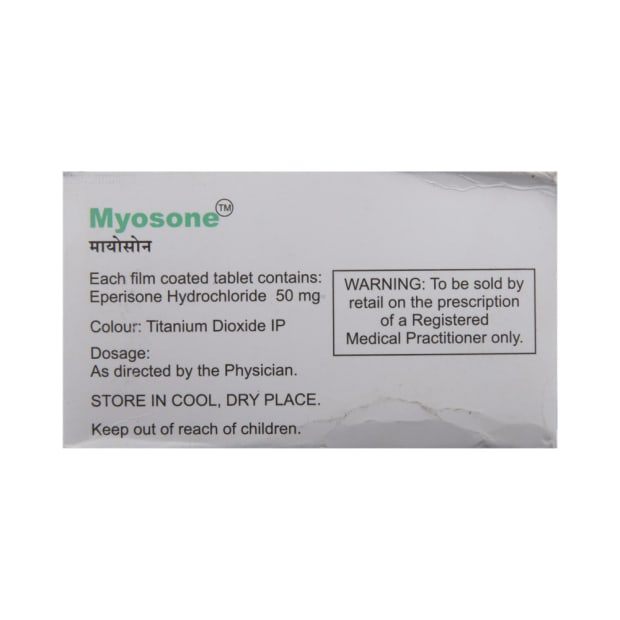 Myosone™
मायोसोन
Each film coated tablet contains:
Eperisone Hydrochloride 50 mg
Colour: Titanium Dioxide IP
Dosage:
As directed by the Physician.
STORE IN COOL, DRY PLACE.
Keep out of reach of children.
WARNING: To be sold by
retail on the prescription
of a Registered
Medical Practitioner only.